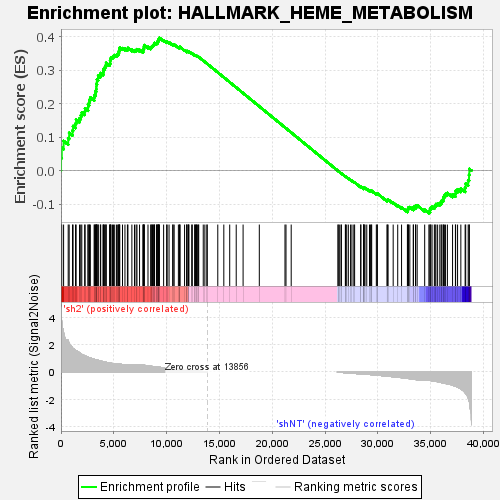 Enrichment plot: HALLMARK_HEME_METABOLISM
Enrichment score (ES)
0.4
0.3
0.2
0.1
0.0
-0.1
'sh2' (positively correlated)
Ranked list metric (Signal2Noise)
4
2
0
-2
-4
Zero cross at 13856
'shNT' (negatively correlated)
0
5,000
10,000
15,000
20,000
25,000
30,000
35,000
40,000
Rank in Ordered Dataset
Enrichment profile
Hits
Ranking metric scores